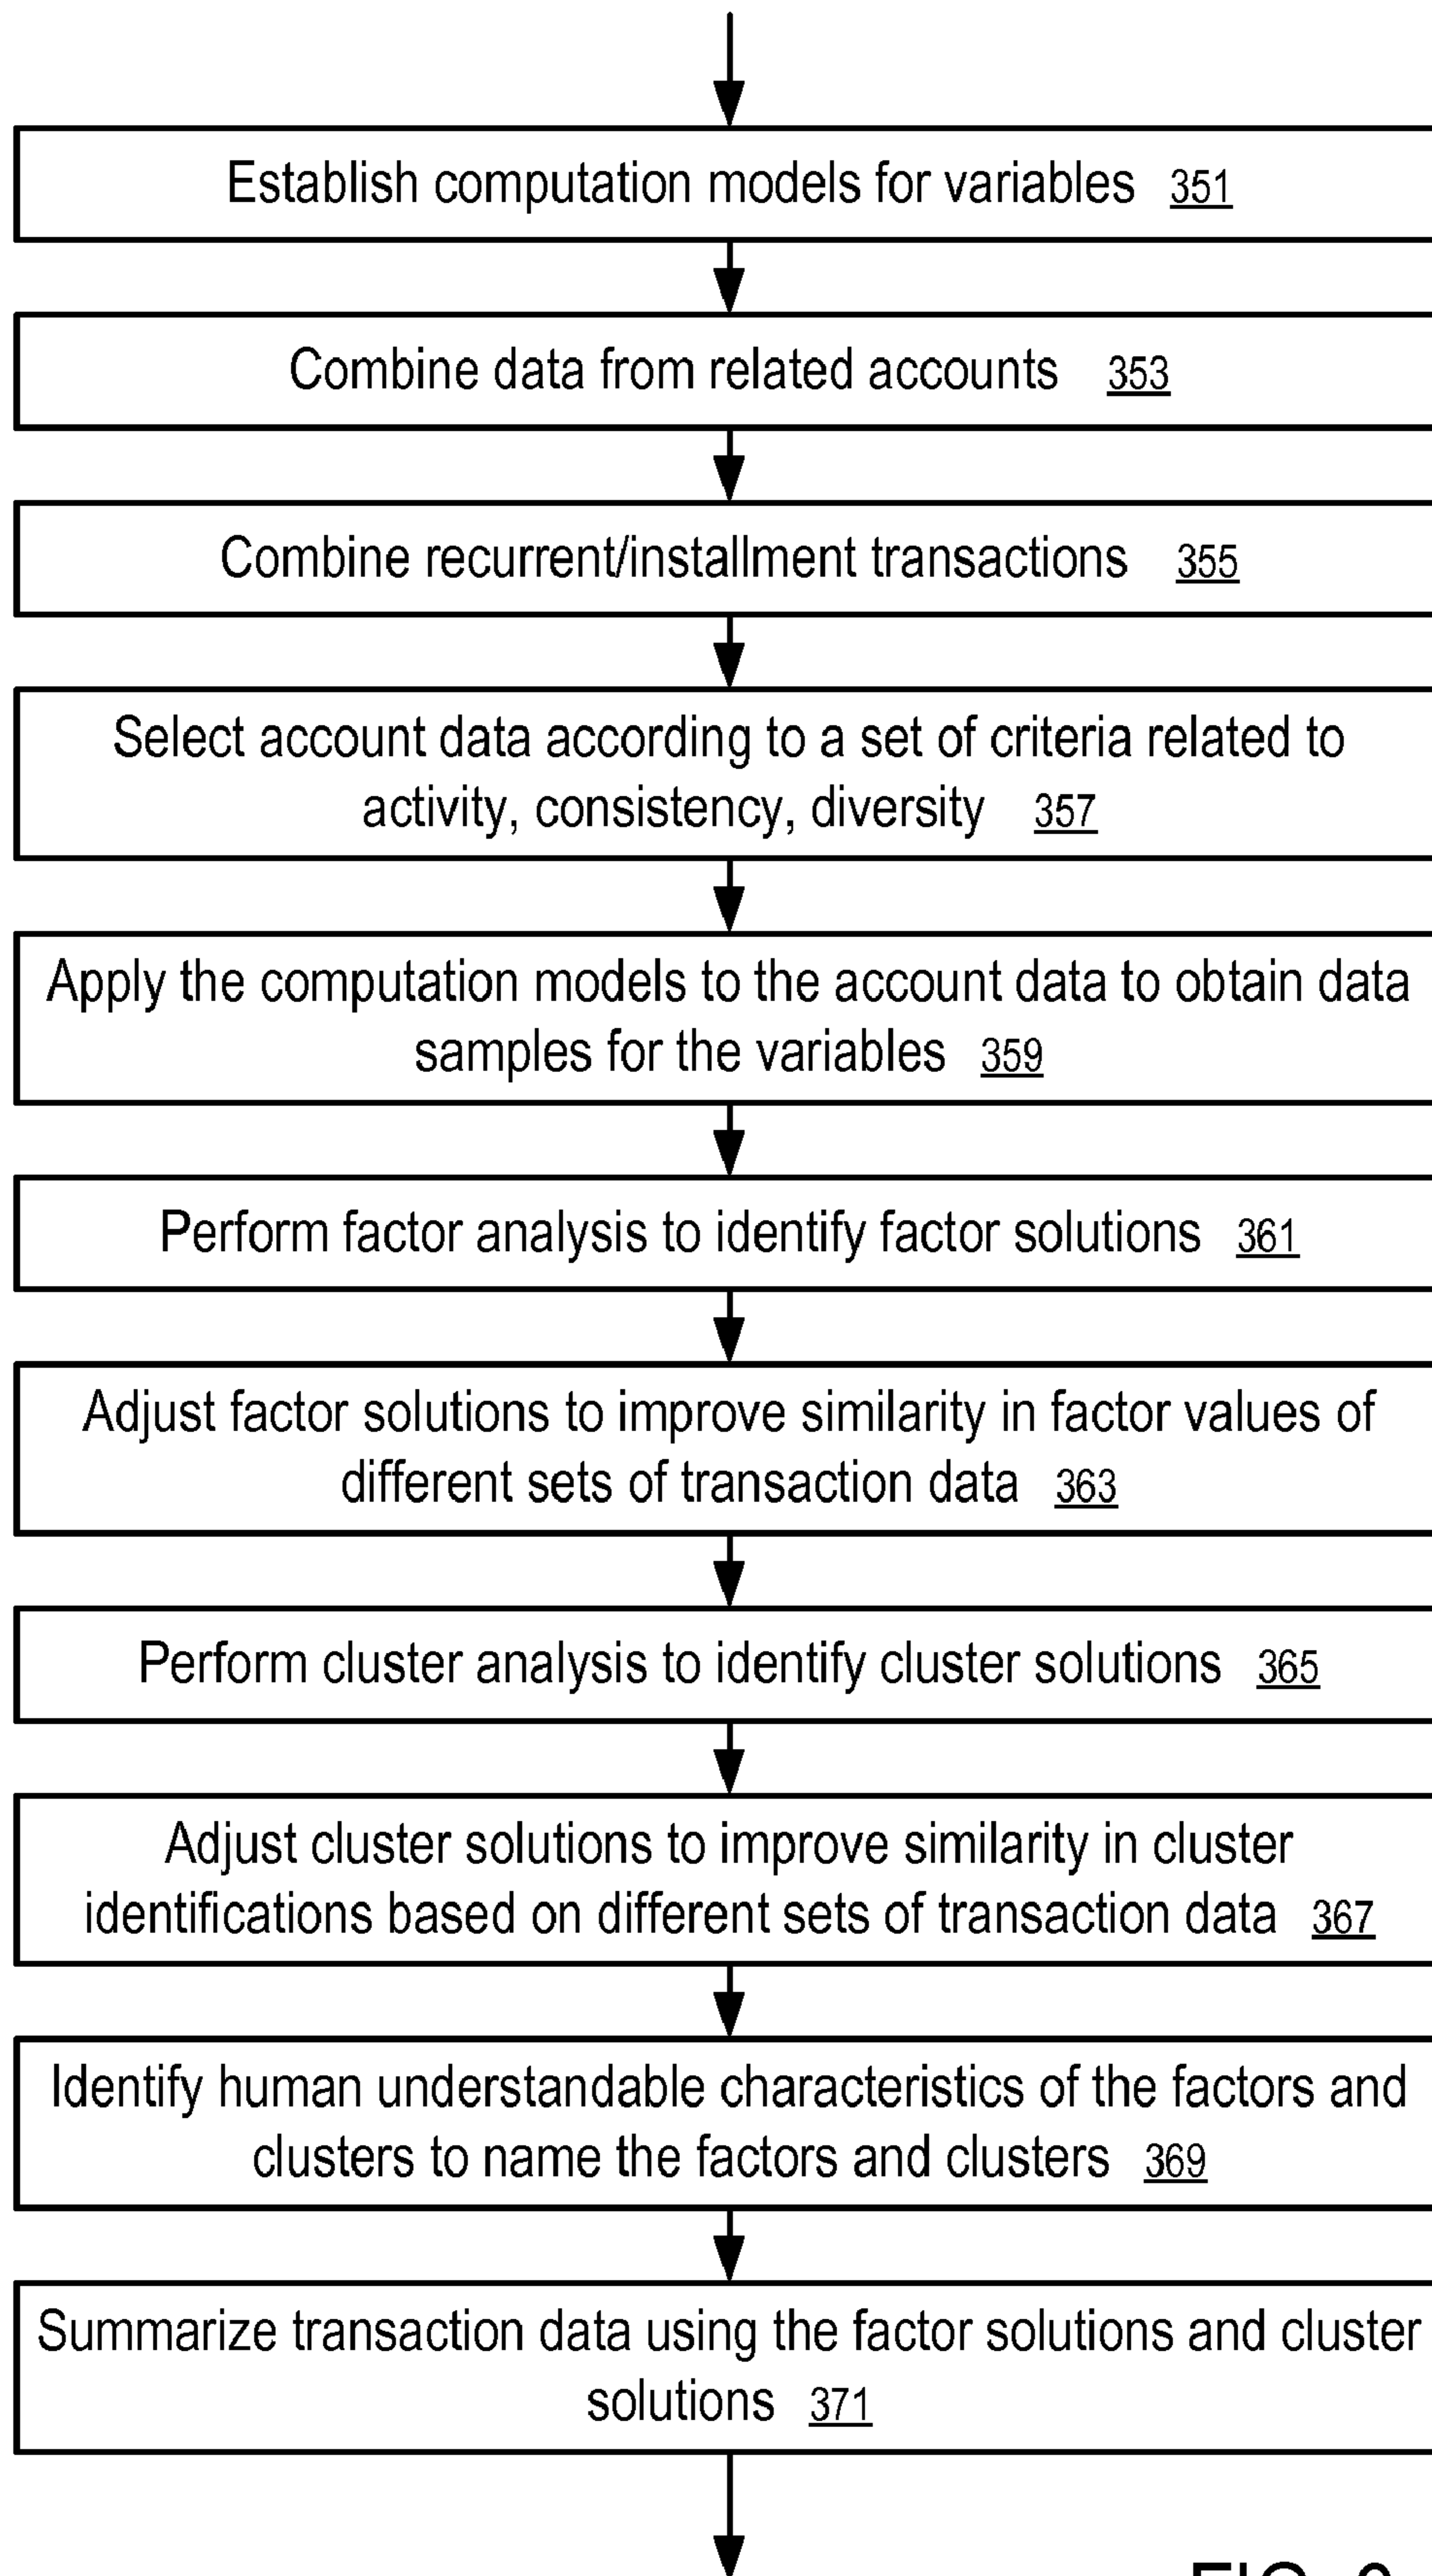 Establish computation models for variables 351
Combine data from related accounts 353
Combine recurrent/installment transactions 355
Select account data according to a set of criteria related to
activity, consistency, diversity 357
Apply the computation models to the account data to obtain data
samples for the variables 359
Perform factor analysis to identify factor solutions 361
Adjust factor solutions to improve similarity in factor values of
different sets of transaction data 363
Perform cluster analysis to identify cluster solutions 365
Adjust cluster solutions to improve similarity in cluster
identifications based on different sets of transaction data 367
Identify human understandable characteristics of the factors and
clusters to name the factors and clusters 369
Summarize transaction data using the factor solutions and cluster
solutions 371
FIG.